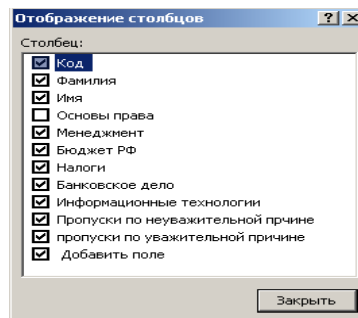 Отображение столбцов
Столбец:
Код
Фамилия
Имя
Основы права
Менеджмент
Бюджет РФ
Налоги
Банковское дело
Информационные технологии
Пропуски по неуважительной прчине
пропуски по уважительной причине
Добавить поле
Закрыть